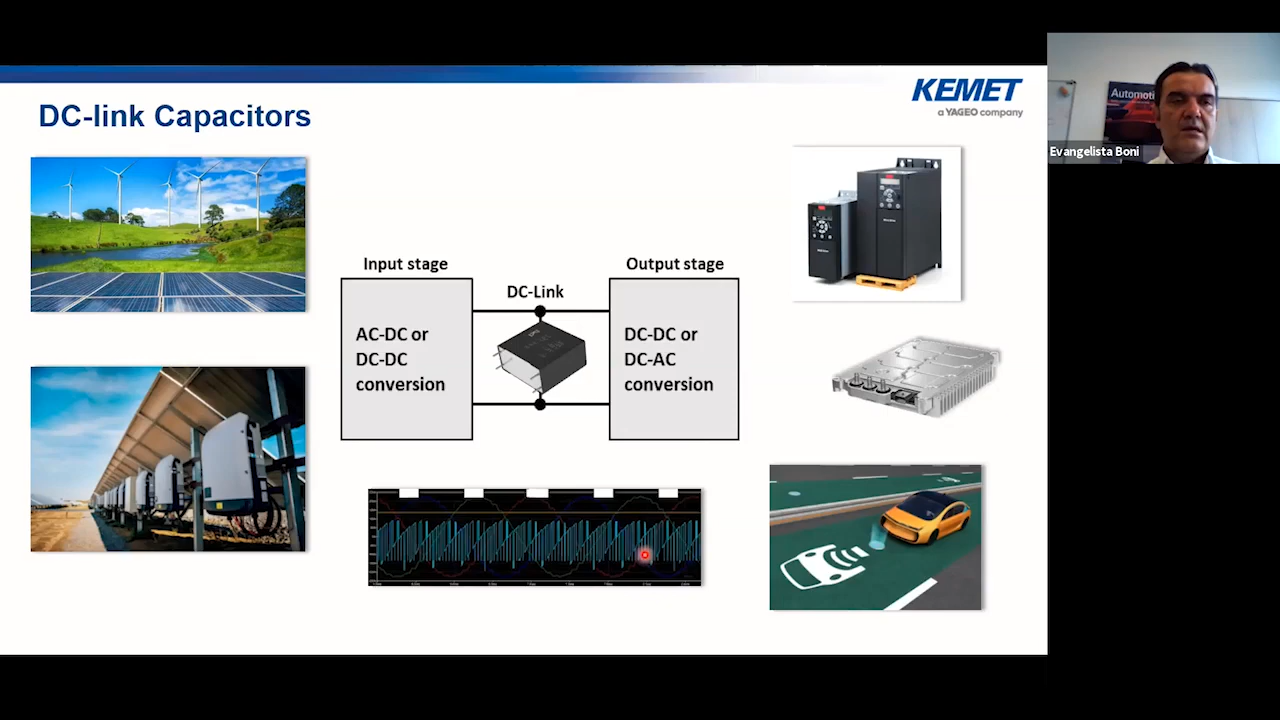 KEMET
a YAGEO company
DC-link Capacitors
Automoti
Evangelista Boni
Input stage
Output stage
DC-Link
AC-DC or
DC-DC
conversion
DC-DC or
DC-AC
conversion